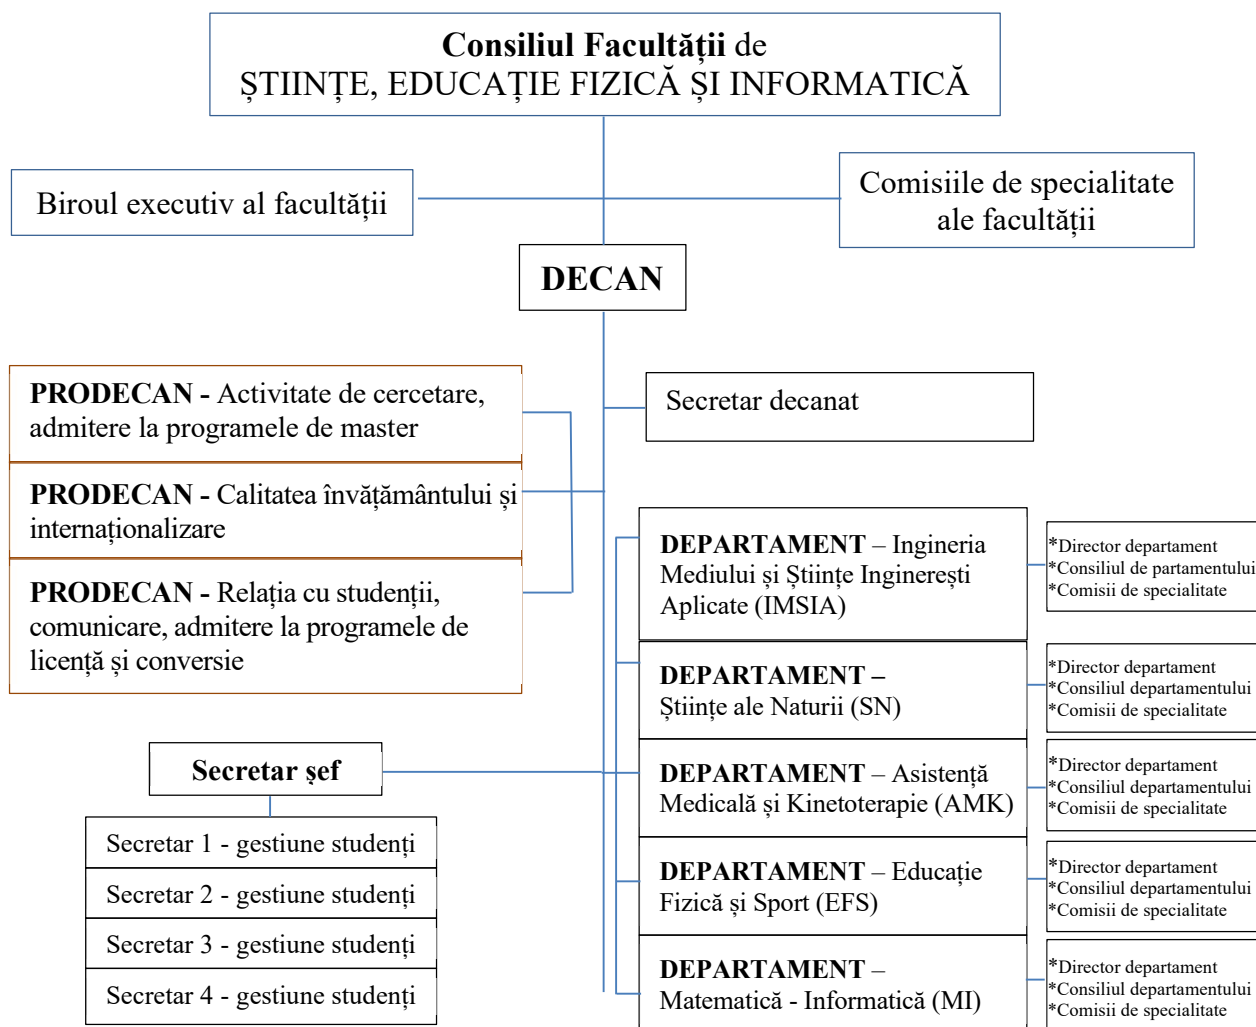 Consiliul Facultății de
ȘTIINȚE, EDUCAȚIE FIZICĂ ȘI INFORMATICĂ
Biroul executiv al facultății
Comisiile de specialitate
ale facultății
DECAN
PRODECAN - Activitate de cercetare,
admitere la programele de master
Secretar decanat
PRODECAN - Calitatea învățământului și
internaționalizare
PRODECAN - Relația cu studenții,
comunicare, admitere la programele de
licență și conversie
DEPARTAMENT – Ingineria
Mediului și Științe Inginerești
Aplicate (IMSIA)
*Director departament
*Consiliul de partamentului
*Comisii de specialitate
DEPARTAMENT –
Științe ale Naturii (SN)
*Director departament
*Consiliul departamentului
*Comisii de specialitate
Secretar șef
DEPARTAMENT – Asistență
Medicală și Kinetoterapie (AMK)
*Director departament
*Consiliul departamentului
*Comisii de specialitate
Secretar 1 - gestiune studenți
Secretar 2 - gestiune studenți
Secretar 3 - gestiune studenți
Secretar 4 - gestiune studenți
DEPARTAMENT – Educație
Fizică și Sport (EFS)
*Director departament
*Consiliul departamentului
*Comisii de specialitate
DEPARTAMENT –
Matematică - Informatică (MI)
*Director departament
*Consiliul departamentului
*Comisii de specialitate